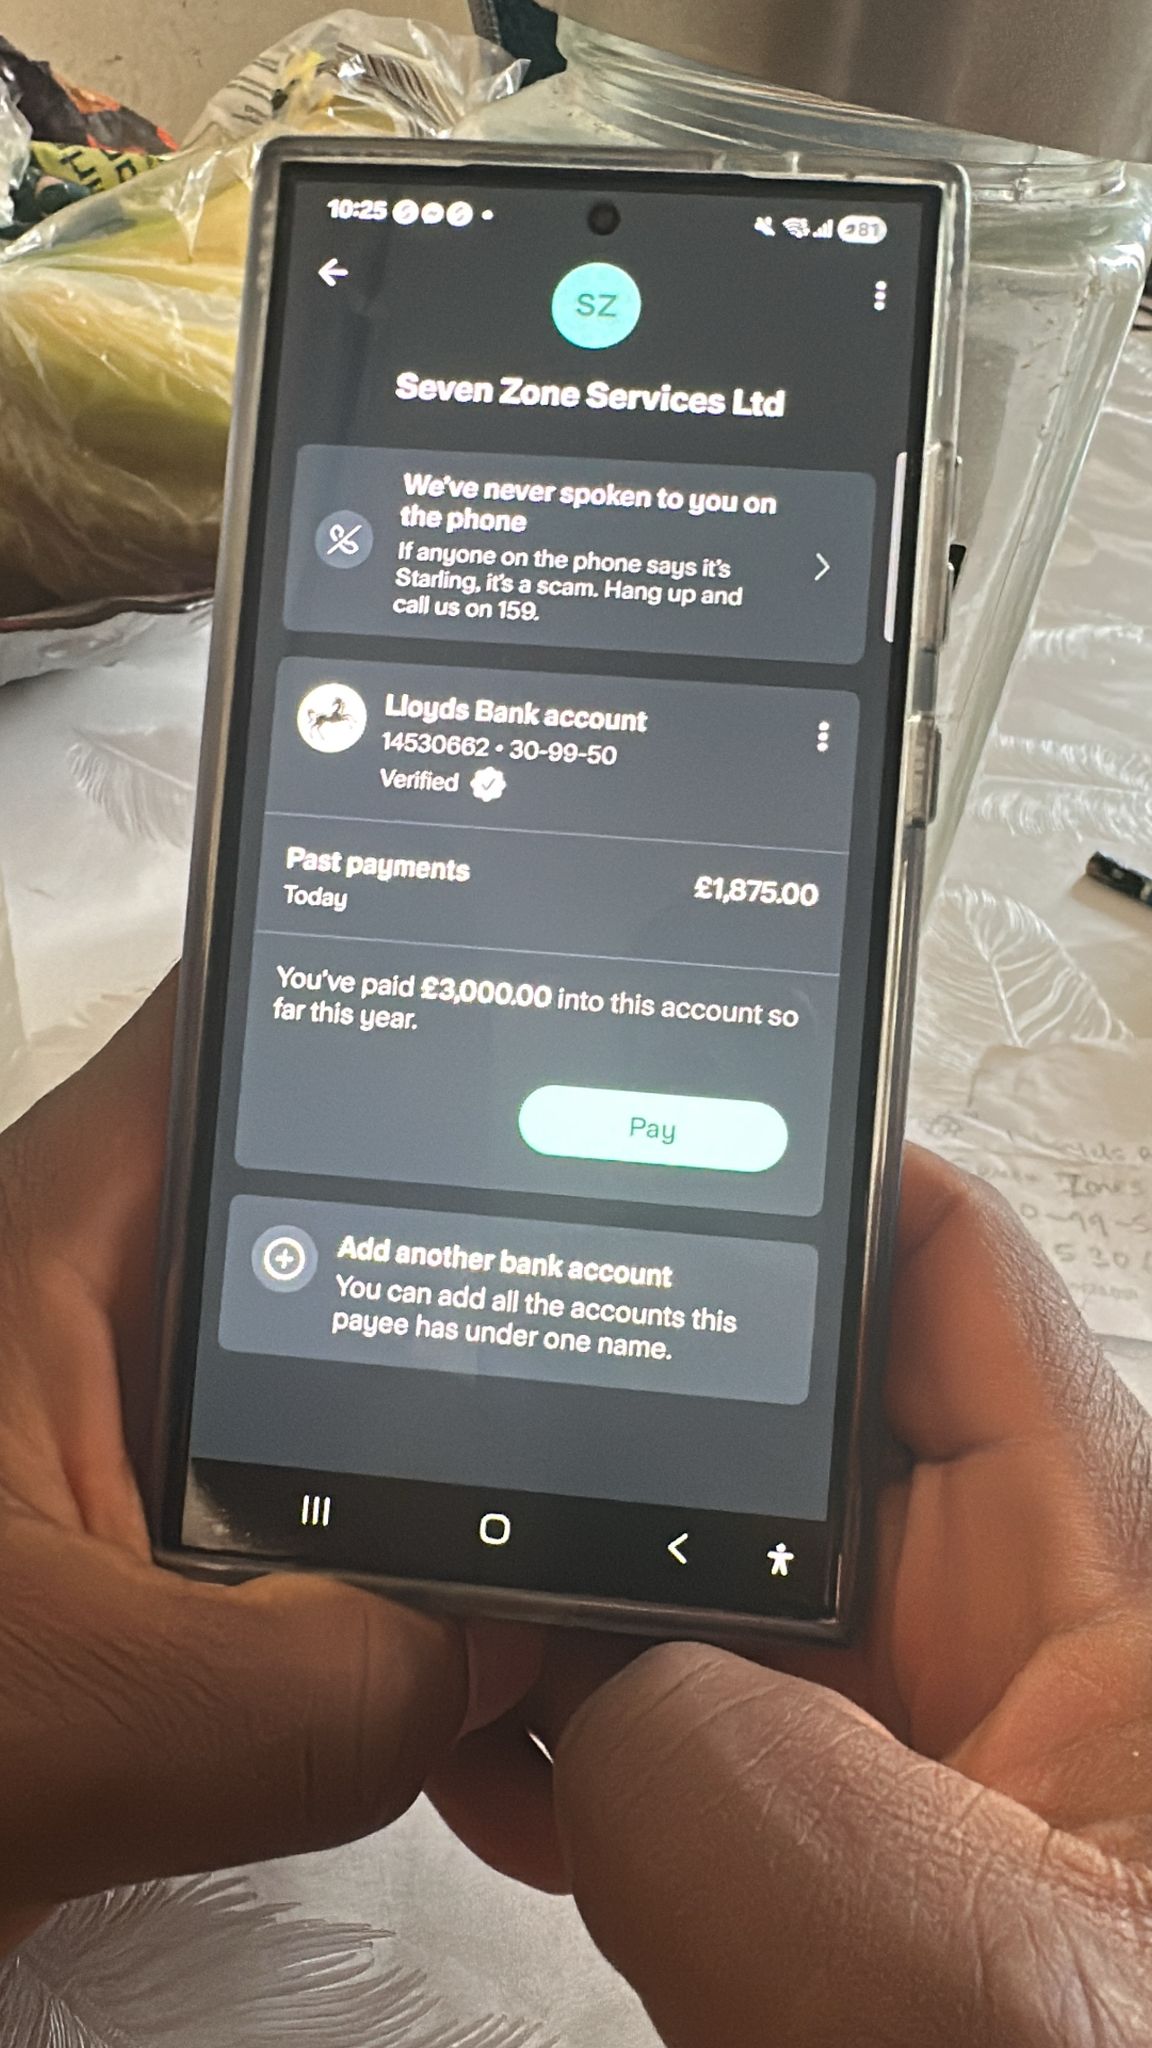 10:25
81
SZ
Seven Zone Services Ltd
We've never spoken to you on
the phone
If anyone on the phone says it's
Starling, it's a scam. Hang up and
call us on 159.
Lloyds Bank account
14530662 • 30-99-50
Verified
Past payments
£1,875.00
Today
You've paid £3,000.00 into this account so
far this year.
Pay
Add another bank account
You can add all the accounts this
payee has under one name.